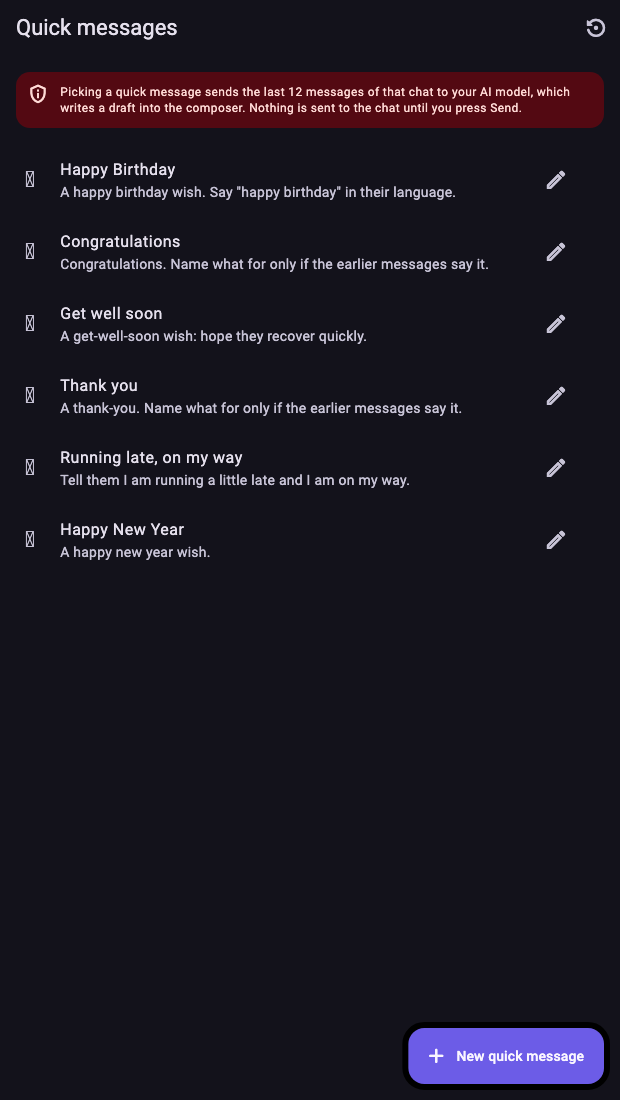 Quick messages
Picking a quick message sends the last 12 messages of that chat to your AI model, which
writes a draft into the composer. Nothing is sent to the chat until you press Send.
Happy Birthday
A happy birthday wish. Say "happy birthday" in their language.
Congratulations
Congratulations. Name what for only if the earlier messages say it.
Get well soon
A get-well-soon wish: hope they recover quickly.
Thank you
A thank-you. Name what for only if the earlier messages say it.
Running late, on my way
Tell them I am running a little late and I am on my way.
Happy New Year
A happy new year wish.
New quick message